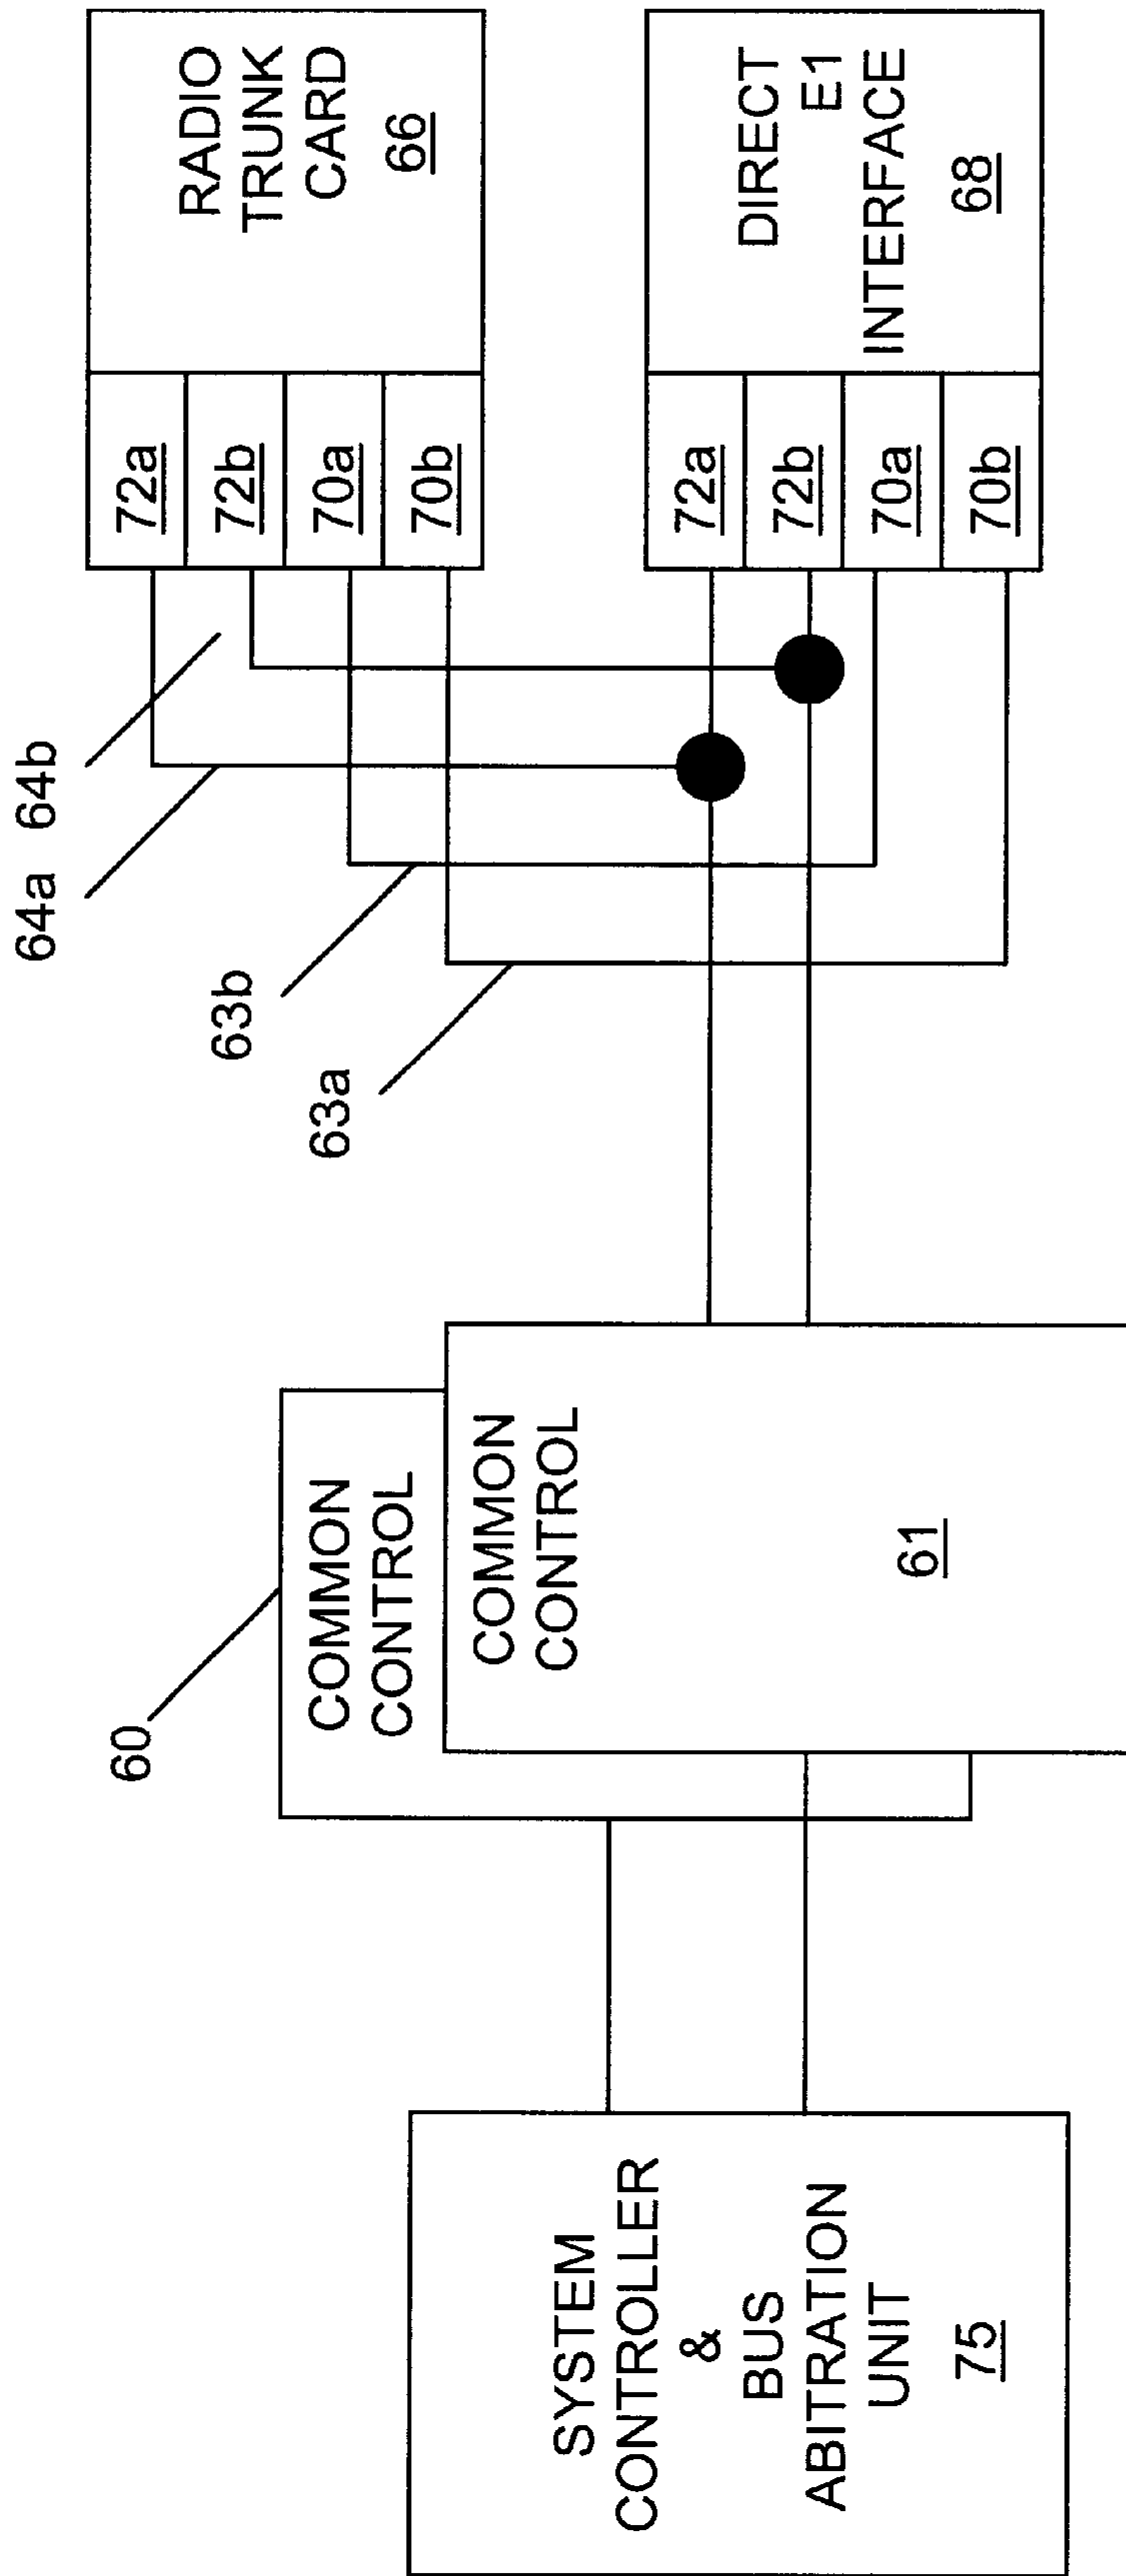 SYSTEM
CONTROLLER
&
BUS
ABITRATION
UNIT
75
60
COMMON
CONTROL
COMMON
CONTROL
61
64a 64b
63b
63a
72a
72b
70a
70b
RADIO
TRUNK
CARD
66
72a
72b
70a
70b
DIRECT
E1
INTERFACE
68